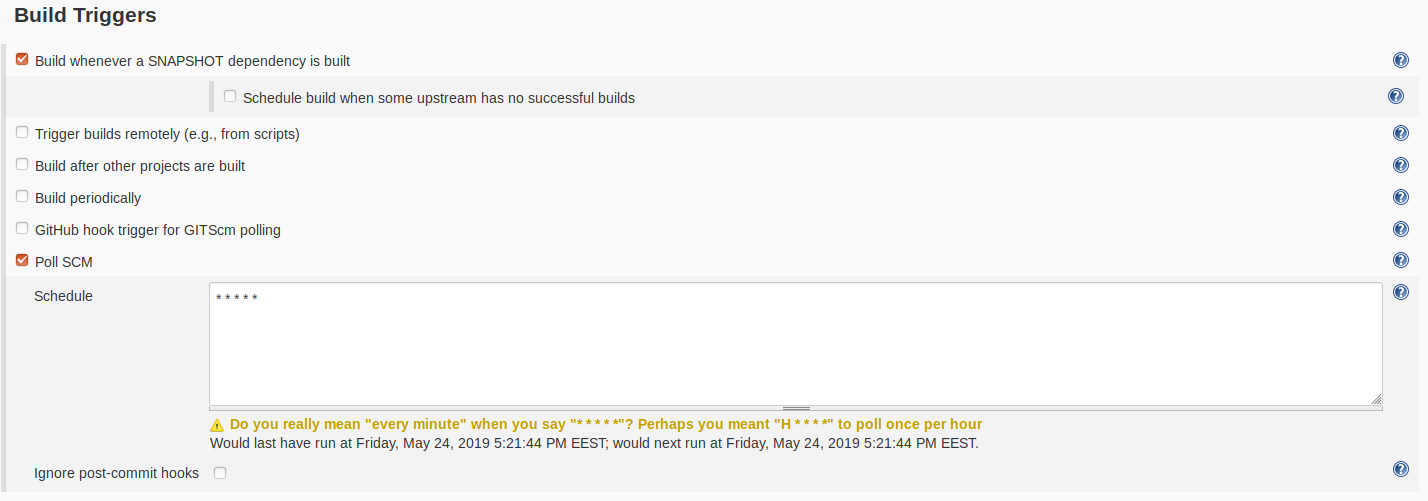 Build Triggers
Build whenever a SNAPSHOT dependency is built
Schedule build when some upstream has no successful builds
Trigger builds remotely (e.g., from scripts)
Build after other projects are built
Build periodically
GitHub hook trigger for GITScm polling
Poll SCM
Schedule
* * * * *
Do you really mean "every minute" when you say "* * * * *"? Perhaps you meant "H * * * *" to poll once per hour
Would last have run at Friday, May 24, 2019 5:21:44 PM EEST; would next run at Friday, May 24, 2019 5:21:44 PM EEST.
Ignore post-commit hooks